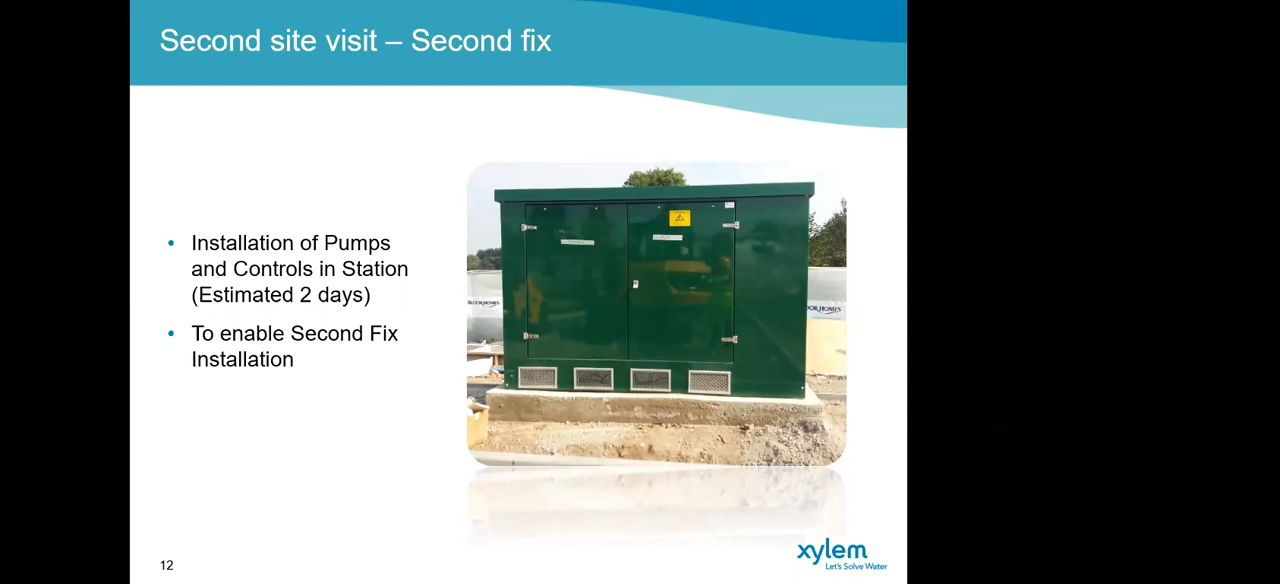 Second site visit – Second fix
• Installation of Pumps
and Controls in Station
(Estimated 2 days)
• To enable Second Fix
Installation
12
xylem
Let's Solve Water